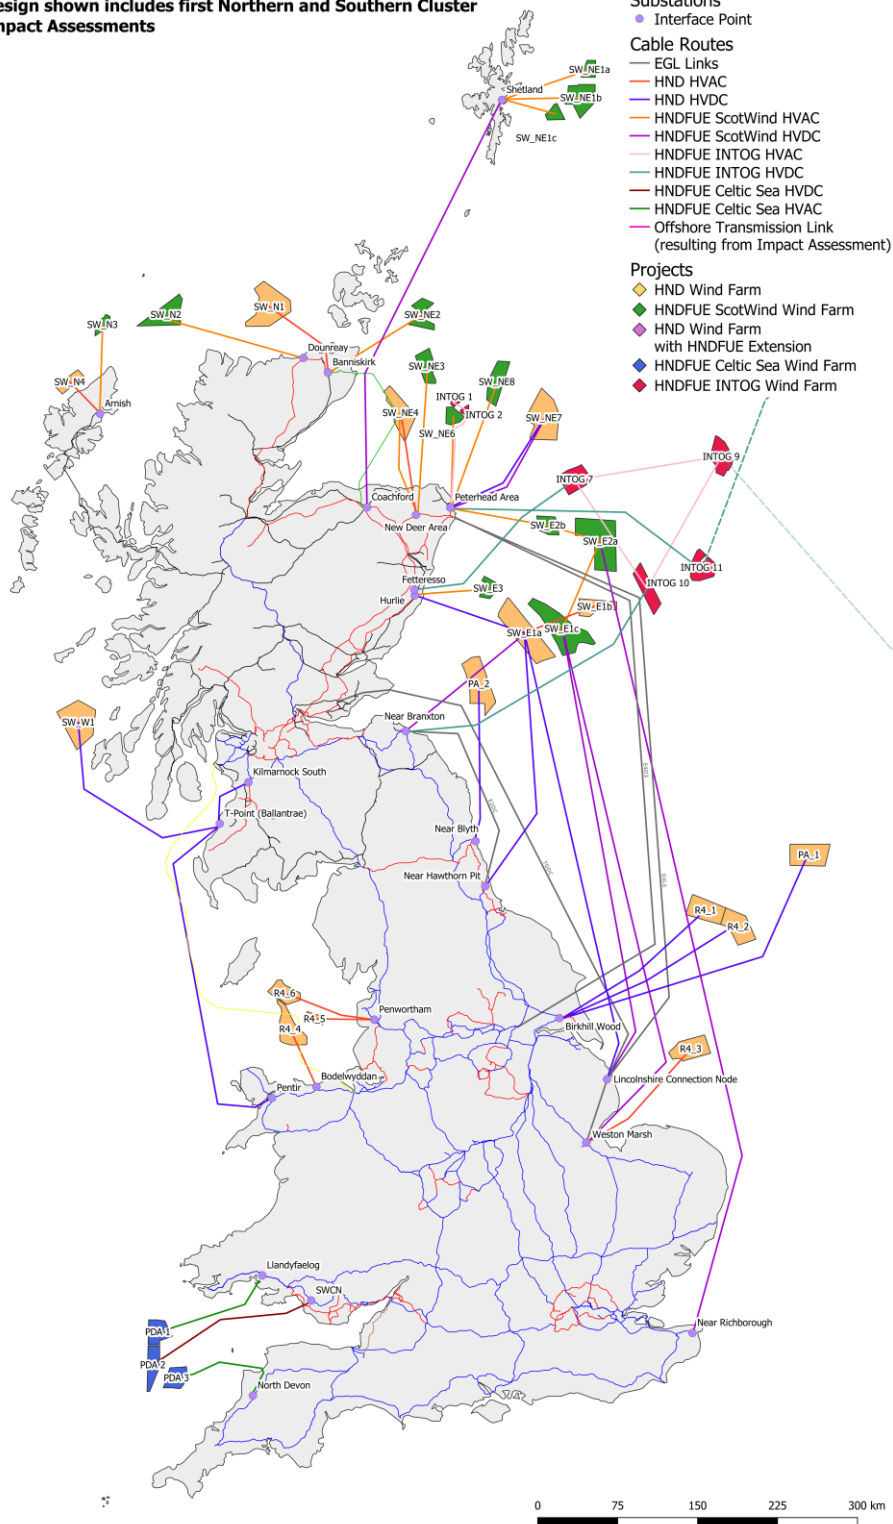 esign shown includes first Northern and Southern Cluster
mpact Assessments
Substations
Interface Point
Cable Routes
EGL Links
HND HVAC
HND HVDC
HNDFUE ScotWind HVAC
HNDFUE ScotWind HVDC
HNDFUE INTOG HVAC
HNDFUE INTOG HVDC
HNDFUE Celtic Sea HVDC
HNDFUE Celtic Sea HVAC
Offshore Transmission Link
(resulting from Impact Assessment)
Projects
HND Wind Farm
HNDFUE ScotWind Wind Farm
HND Wind Farm
with HNDFUE Extension
HNDFUE Celtic Sea Wind Farm
HNDFUE INTOG Wind Farm
SW_NE1a
Shetland
SW_NE1b
SW_NE1c
SW_N1
SW_N2
SW_NE2
SW_N3
Dounreay
Banniskirk
SW_NE3
SW_N4
SW_NE8
Arnish
INTOG 1
SW_NE4
INTOG 2
SW_NE7
SW_NE6
INTOG 9
INTOG 7
Coachford
Peterhead Area
New Deer Area
SW_E2b
SW_E2a
INTOG 11
Fetteresso
INTOG 10
SW_E3
Hurlie
SW_E1b
SW_E1a
SW_E1c
PA_2
Near Branxton
SW_W1
Kilmarnock South
T-Point (Ballantrae)
Near Blyth
PA_1
Near Hawthorn Pit
R4_1
R4_2
R4_6
Penwortham
R4_5
R4_4
Birkhill Wood
R4_3
Bodelwyddan
Lincolnshire Connection Node
Pentir
Weston Marsh
Llandyfaelog
SWCN
Near Richborough
PDA 1
PDA 2
PDA 3
North Devon
0 75 150 225 300 km